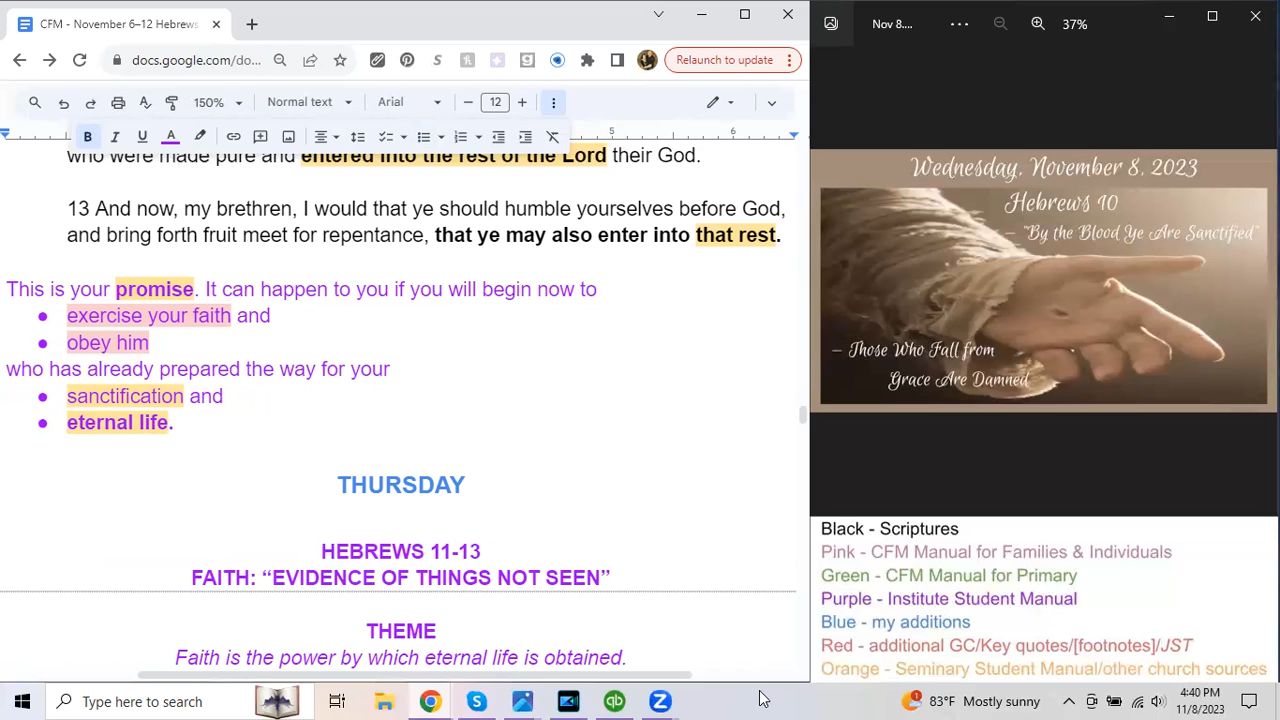 CFM – November 6–12 Hebrews
docs.google.com/do...
Relaunch to update
150%
Normal text
Arial
12
5
6
who were made pure and entered into the rest of the Lord their God.
13 And now, my brethren, I would that ye should humble yourselves before God,
and bring forth fruit meet for repentance, that ye may also enter into that rest.
This is your promise. It can happen to you if you will begin now to
● exercise your faith and
● obey him
who has already prepared the way for your
● sanctification and
● eternal life.
THURSDAY
HEBREWS 11-13
FAITH: “EVIDENCE OF THINGS NOT SEEN”
THEME
Faith is the power by which eternal life is obtained.
Nov 8....
37%
Wednesday, November 8, 2023
Hebrews 10
– "By the Blood Ye Are Sanctified"
– Those Who Fall from
Grace Are Damned
Black - Scriptures
Pink - CFM Manual for Families & Individuals
Green - CFM Manual for Primary
Purple - Institute Student Manual
Blue - my additions
Red - additional GC/Key quotes/[footnotes]/JST
Orange - Seminary Student Manual/other church sources
Type here to search
83°F Mostly sunny
4:40 PM
11/8/2023